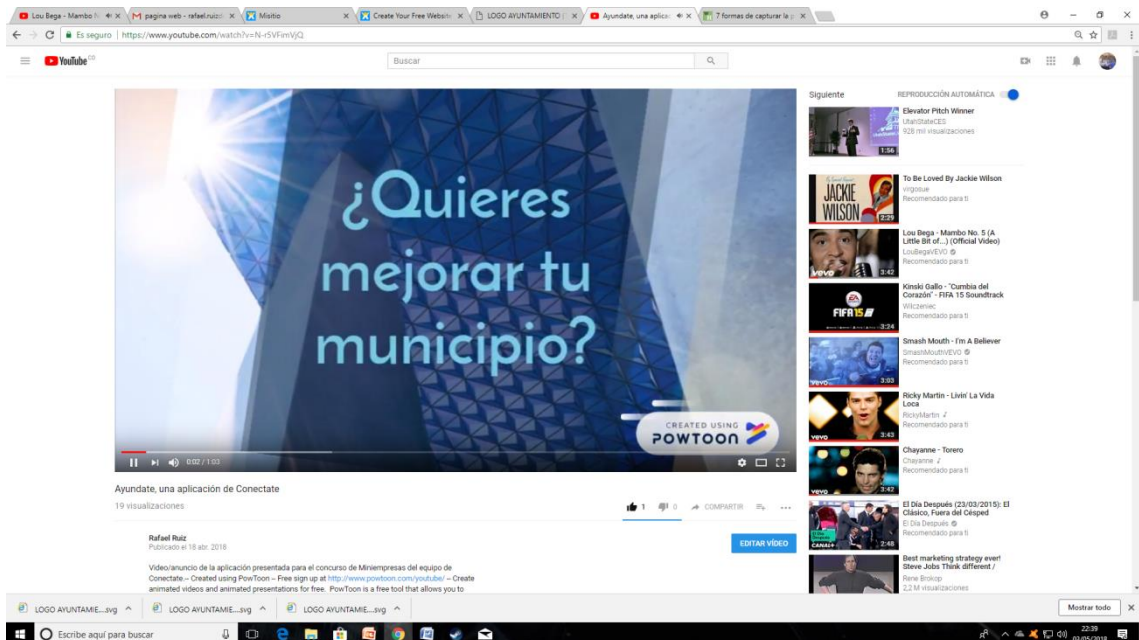 Lou Bega - Mambo N
pagina web - rafael.ruiz
Misitio
Create Your Free Website
LOGO AYUNTAMIENTO
Ayundate, una aplicac
7 formas de capturar la p
Es seguro | https://www.youtube.com/watch?v=N-r5VFimVjQ
YouTube CO
Buscar
¿Quieres
mejorar tu
municipio?
CREATED USING
POWTOON
0:02 / 1:03
Ayundate, una aplicación de Conectate
19 visualizaciones
1 0 COMPARTIR
Rafael Ruiz
Publicado el 18 abr. 2018
EDITAR VÍDEO
Video/anuncio de la aplicación presentada para el concurso de Miniempresas del equipo de
Conectate.-- Created using PowToon -- Free sign up at http://www.powtoon.com/youtube/ -- Create
animated videos and animated presentations for free. PowToon is a free tool that allows you to
Siguiente REPRODUCCIÓN AUTOMÁTICA
Elevator Pitch Winner
UtahStateCES
928 mil visualizaciones
1:56
JACKIE
WILSON
2:29
To Be Loved By Jackie Wilson
virgosue
Recomendado para ti
vevo
3:42
Lou Bega - Mambo No. 5 (A
Little Bit of...) (Official Video)
LouBegaVEVO
Recomendado para ti
EA
FIFA 15
3:24
Kinski Gallo - "Cumbia del
Corazón" - FIFA 15 Soundtrack
Wilczeniec
Recomendado para ti
vevo
3:03
Smash Mouth - I'm A Believer
SmashMouthVEVO
Recomendado para ti
vevo
3:43
Ricky Martin - Livin' La Vida
Loca
RickyMartin
Recomendado para ti
3:42
Chayanne - Torero
Chayanne
Recomendado para ti
CANAL+
2:48
El Día Después (23/03/2015): El
Clásico, Fuera del Césped
El Día Después
Recomendado para ti
Best marketing strategy ever!
Steve Jobs Think different /
Rene Brokop
2,2 M visualizaciones
LOGO AYUNTAMIE....svg
LOGO AYUNTAMIE....svg
LOGO AYUNTAMIE....svg
Mostrar todo
Escribe aquí para buscar
22:39
03/05/2018